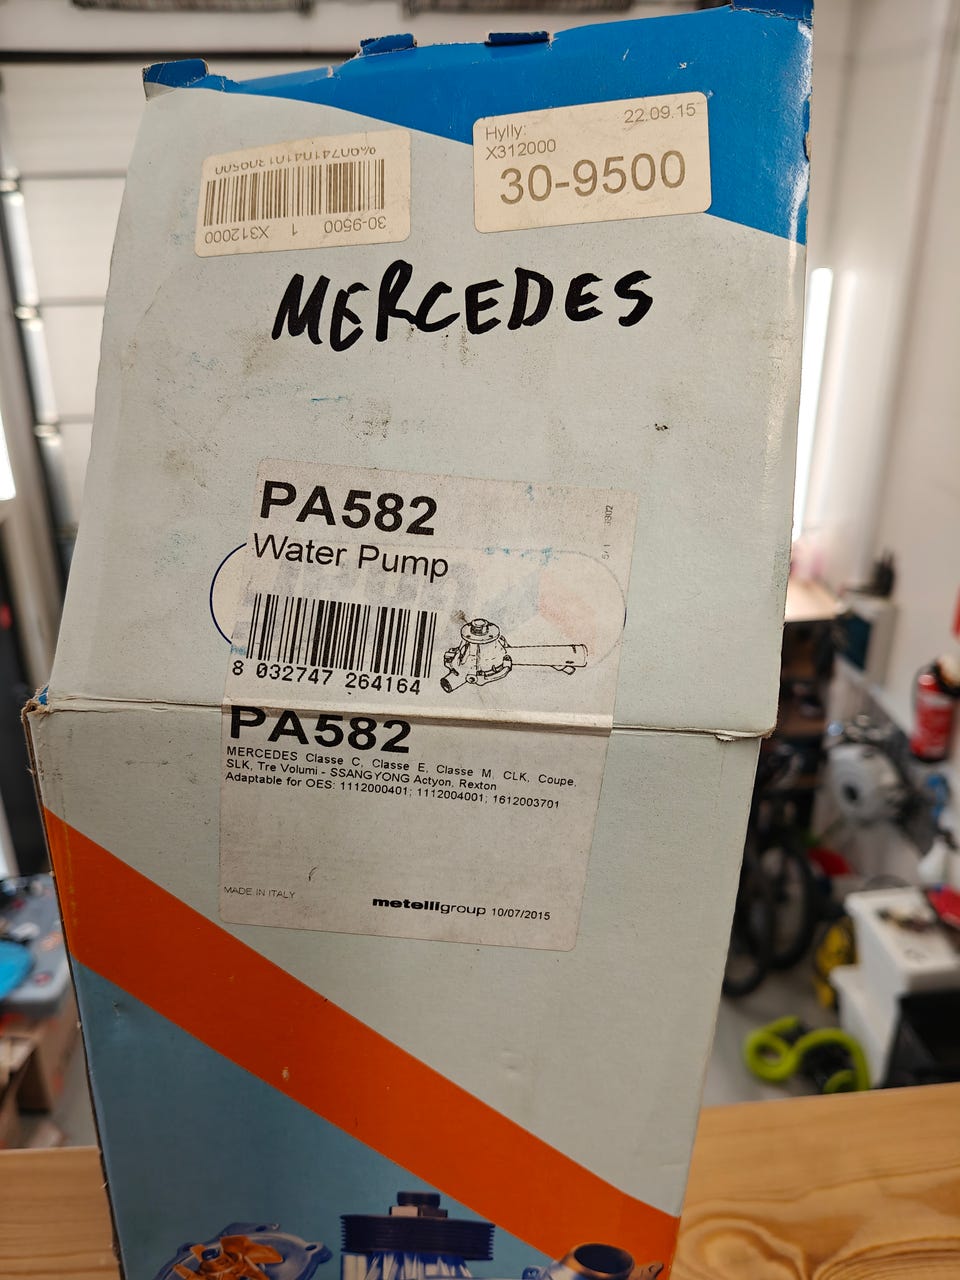 22.09.15
Hylly:
X312000
30-9500
30-9500 1 X312000
MERCEDES
PA582
Water Pump
8 032747 264164
PA582
MERCEDES Classe C, Classe E, Classe M, CLK, Coupe,
SLK, Tre Volumi - SSANGYONG Actyon, Rexton
Adaptable for OES: 1112000401; 1112004001; 1612003701
MADE IN ITALY
metelligroup 10/07/2015